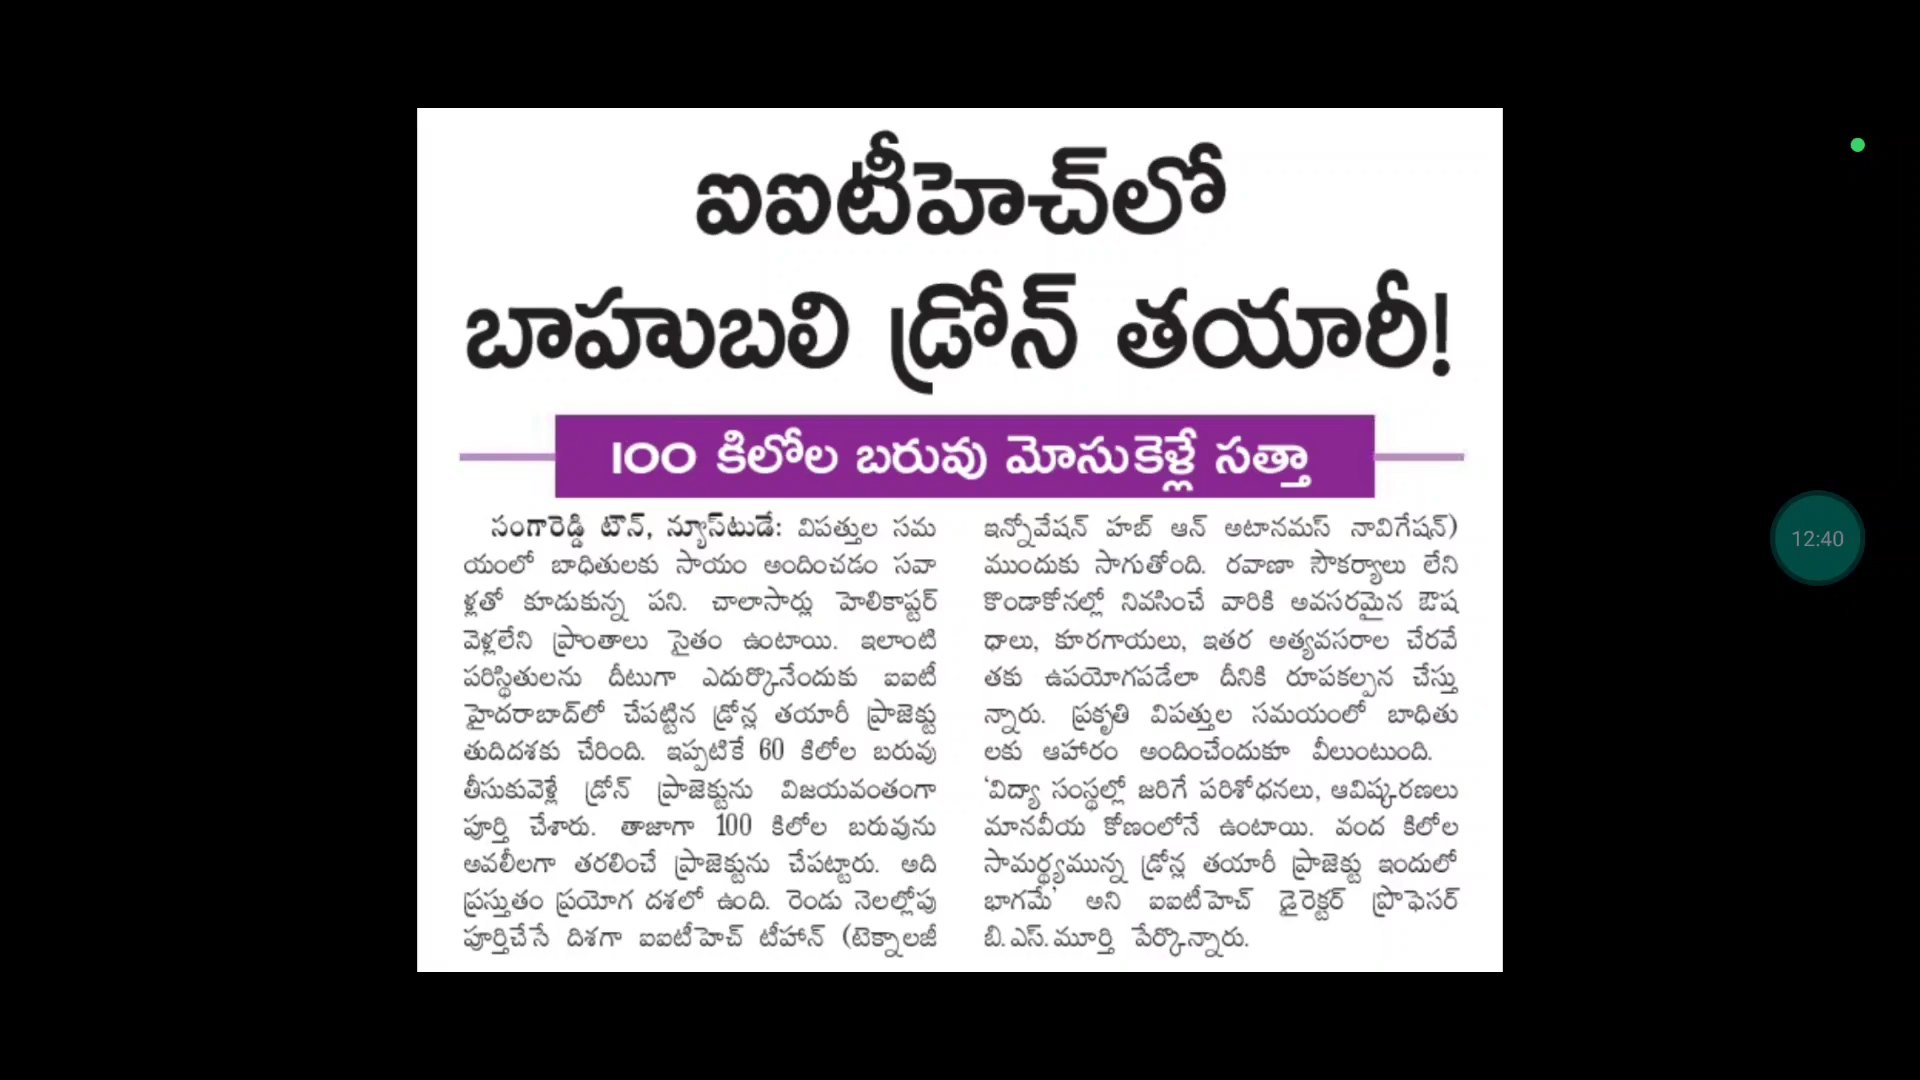 ఐఐటీహెచ్‌లో
బాహుబలి డ్రోన్ తయారీ!
100 కిలోల బరువు మోసుకెళ్లే సత్తా
సంగారెడ్డి టౌన్, న్యూస్‌టుడే: విపత్తుల సమ
యంలో బాధితులకు సాయం అందించడం సవా
ళ్లతో కూడుకున్న పని. చాలాసార్లు హెలికాప్టర్
వెళ్లలేని ప్రాంతాలు సైతం ఉంటాయి. ఇలాంటి
పరిస్థితులను దీటుగా ఎదుర్కొనేందుకు ఐఐటీ
హైదరాబాద్‌లో చేపట్టిన డ్రోన్ల తయారీ ప్రాజెక్టు
తుదిదశకు చేరింది. ఇప్పటికే 60 కిలోల బరువు
తీసుకువెళ్లే డ్రోన్ ప్రాజెక్టును విజయవంతంగా
పూర్తి చేశారు. తాజాగా 100 కిలోల బరువును
అవలీలగా తరలించే ప్రాజెక్టును చేపట్టారు. అది
ప్రస్తుతం ప్రయోగ దశలో ఉంది. రెండు నెలల్లోపు
పూర్తిచేసే దిశగా ఐఐటీహెచ్ టీహాన్ (టెక్నాలజీ
ఇన్నోవేషన్ హబ్ ఆన్ అటానమస్ నావిగేషన్)
ముందుకు సాగుతోంది. రవాణా సౌకర్యాలు లేని
కొండాకోనల్లో నివసించే వారికి అవసరమైన ఔష
ధాలు, కూరగాయలు, ఇతర అత్యవసరాల చేరవే
తకు ఉపయోగపడేలా దీనికి రూపకల్పన చేస్తు
న్నారు. ప్రకృతి విపత్తుల సమయంలో బాధితు
లకు ఆహారం అందించేందుకూ వీలుంటుంది.
'విద్యా సంస్థల్లో జరిగే పరిశోధనలు, ఆవిష్కరణలు
మానవీయ కోణంలోనే ఉంటాయి. వంద కిలోల
సామర్థ్యమున్న డ్రోన్ల తయారీ ప్రాజెక్టు ఇందులో
భాగమే' అని ఐఐటీహెచ్ డైరెక్టర్ ప్రొఫెసర్
బి.ఎస్.మూర్తి పేర్కొన్నారు.
12:40